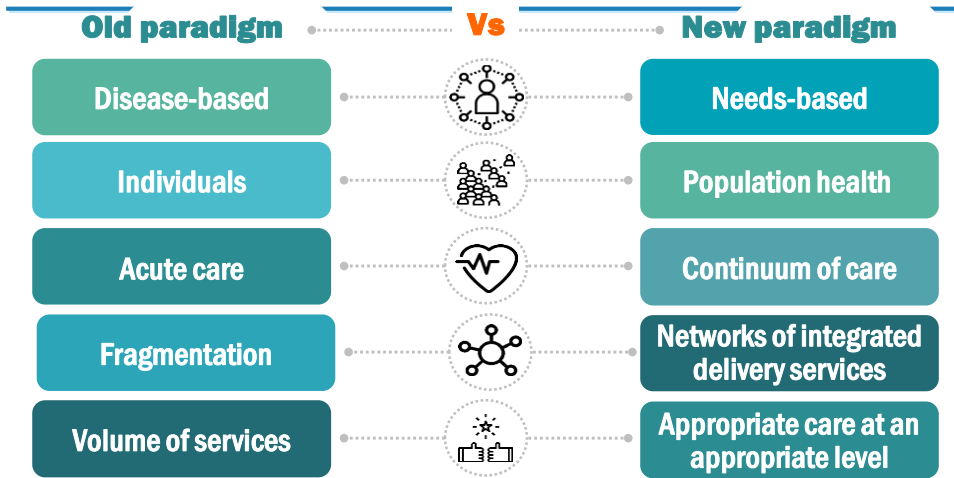 Old paradigm Vs New paradigm
Disease-based Needs-based
Individuals Population health
Acute care Continuum of care
Fragmentation Networks of integrated
delivery services
Volume of services Appropriate care at an
appropriate level